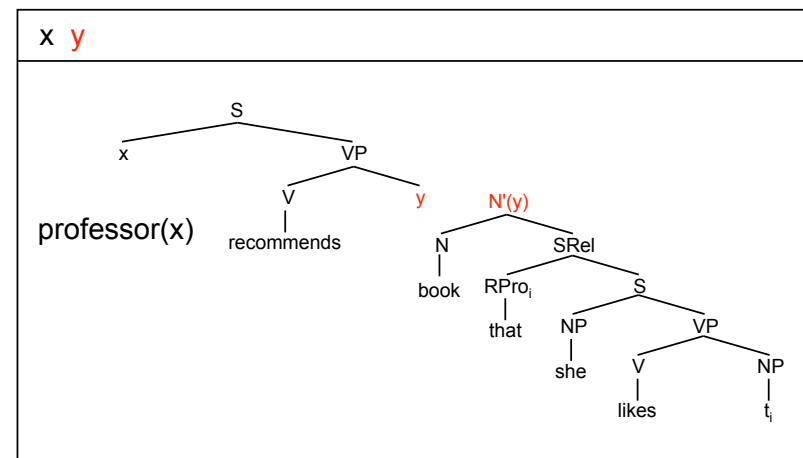 x y
S
x VP
V y N'(y)
professor(x) recommends N SRel
book RProᵢ S
that NP VP
she V NP
likes tᵢ